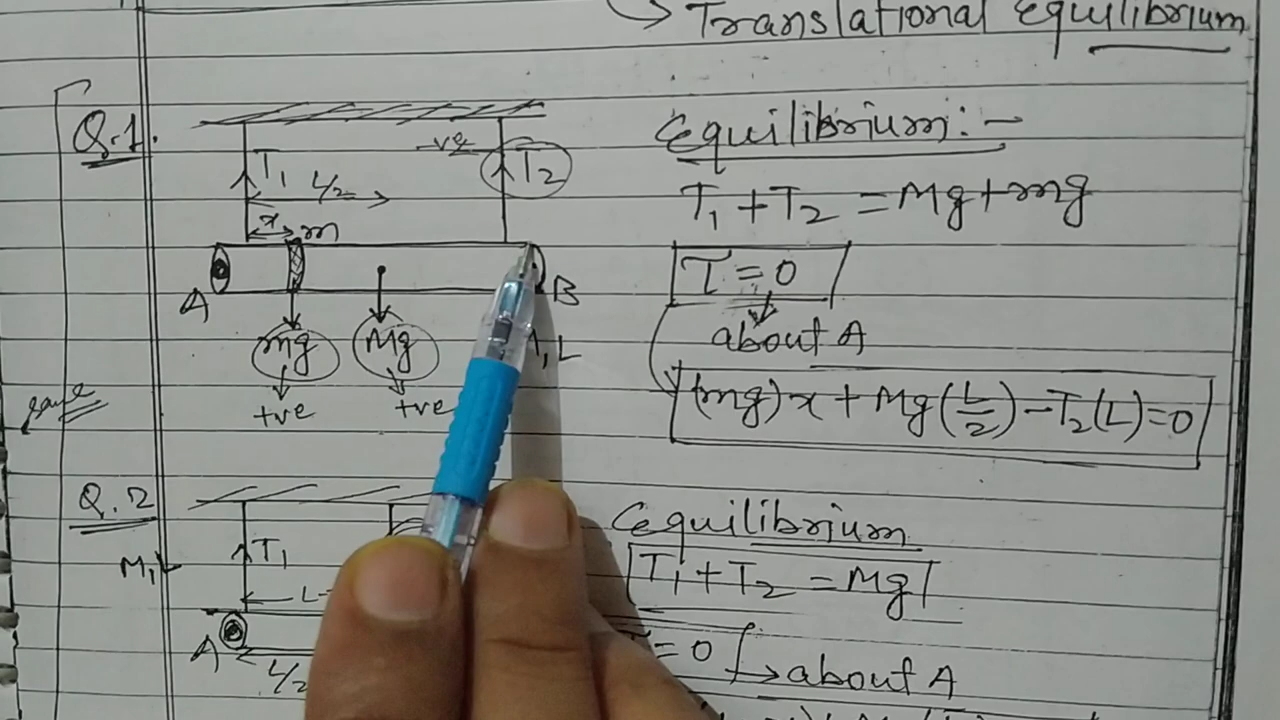 → Translational Equilibrium
Q.1.
Equilibrium:-
T₁ + T₂ = Mg + mg
τ = 0
about A
(mg)x + Mg(L/2) - T₂(L) = 0
T₁
L/2
-ve
T₂
x
m
A
B
mg
Mg
, L
+ve
+ve
Q.2
Equilibrium
M, L
T₁
T₁ + T₂ = Mg
L
A
L/2
= 0
→ about A